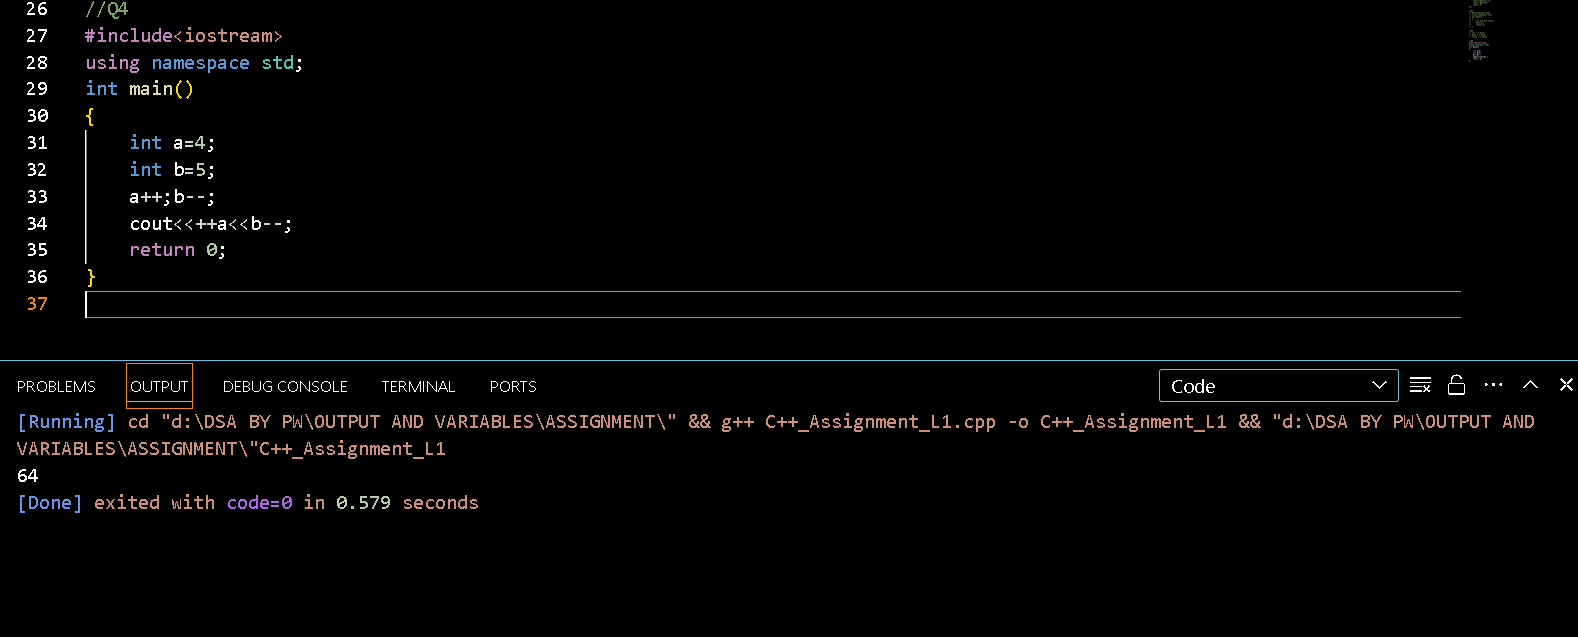 26 //Q4
27 #include<iostream>
28 using namespace std;
29 int main()
30 {
31 int a=4;
32 int b=5;
33 a++;b--;
34 cout<<++a<<b--;
35 return 0;
36 }
37
PROBLEMS OUTPUT DEBUG CONSOLE TERMINAL PORTS Code
[Running] cd "d:\DSA BY PW\OUTPUT AND VARIABLES\ASSIGNMENT\" && g++ C++_Assignment_L1.cpp -o C++_Assignment_L1 && "d:\DSA BY PW\OUTPUT AND
VARIABLES\ASSIGNMENT\"C++_Assignment_L1
64
[Done] exited with code=0 in 0.579 seconds